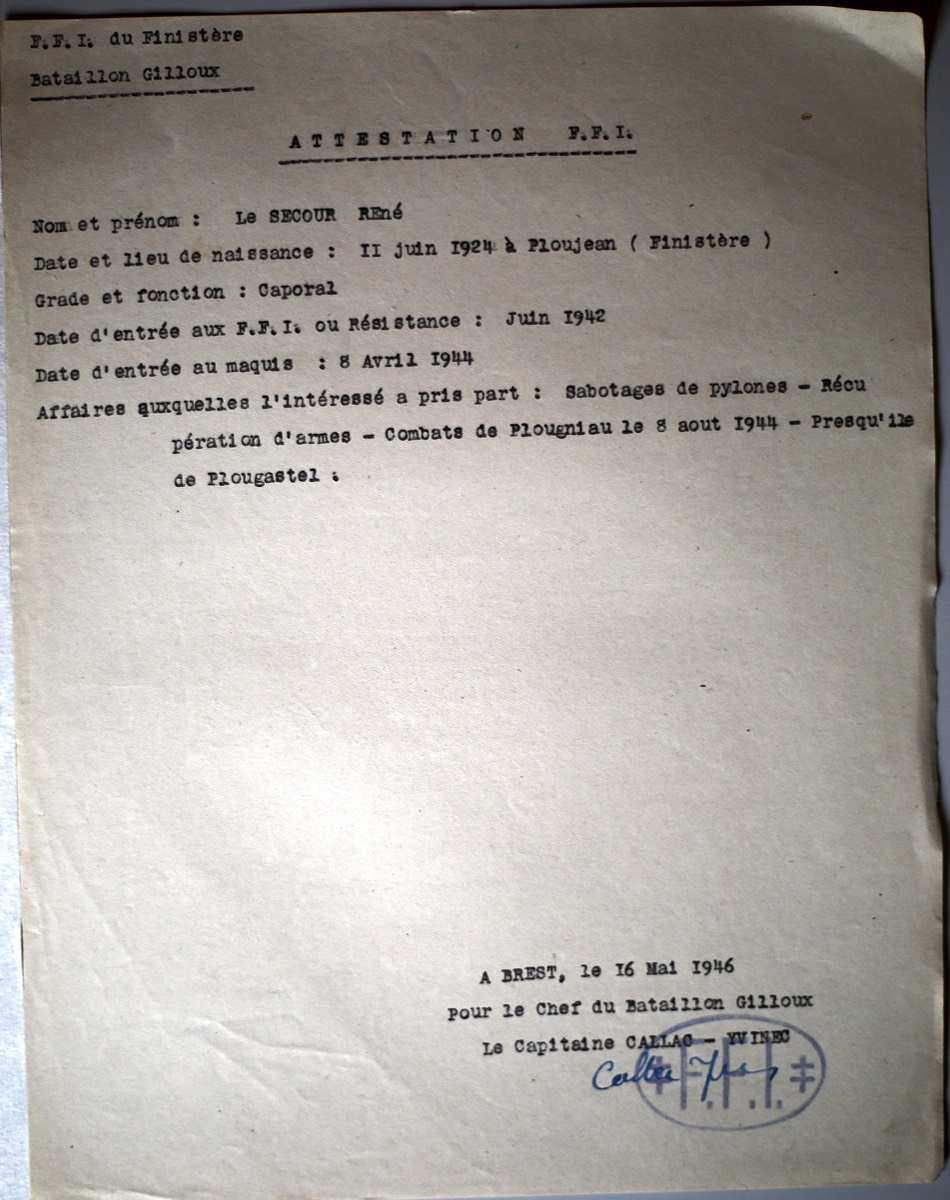 F.F.I. du Finistère
Bataillon Gilloux
ATTESTATION F.F.I.
Nom et prénom : Le SECOUR REné
Date et lieu de naissance : II juin 1924 à Ploujean ( Finistère )
Grade et fonction : Caporal
Date d'entrée aux F.F.I. ou Résistance : Juin 1942
Date d'entrée au maquis : 8 Avril 1944
Affaires auxquelles l'intéressé a pris part : Sabotages de pylones - Récu
pération d'armes - Combats de Plougniau le 8 aout 1944 - Presqu'ile
de Plougastel .
A BREST, le 16 Mai 1946
Pour le Chef du Bataillon Gilloux
Le Capitaine CALLAC - YVINEC
F.F.I.